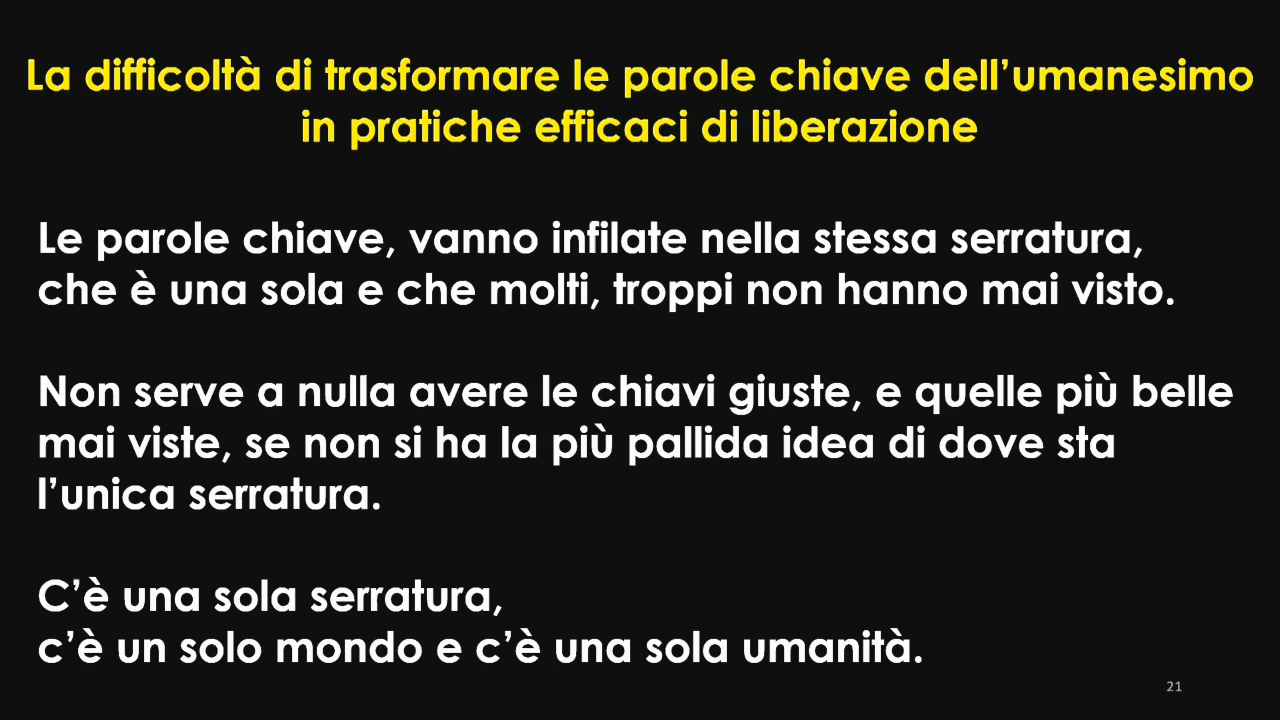 La difficoltà di trasformare le parole chiave dell’umanesimo
in pratiche efficaci di liberazione
Le parole chiave, vanno infilate nella stessa serratura,
che è una sola e che molti, troppi non hanno mai visto.
Non serve a nulla avere le chiavi giuste, e quelle più belle
mai viste, se non si ha la più pallida idea di dove sta
l’unica serratura.
C’è una sola serratura,
c’è un solo mondo e c’è una sola umanità.
21